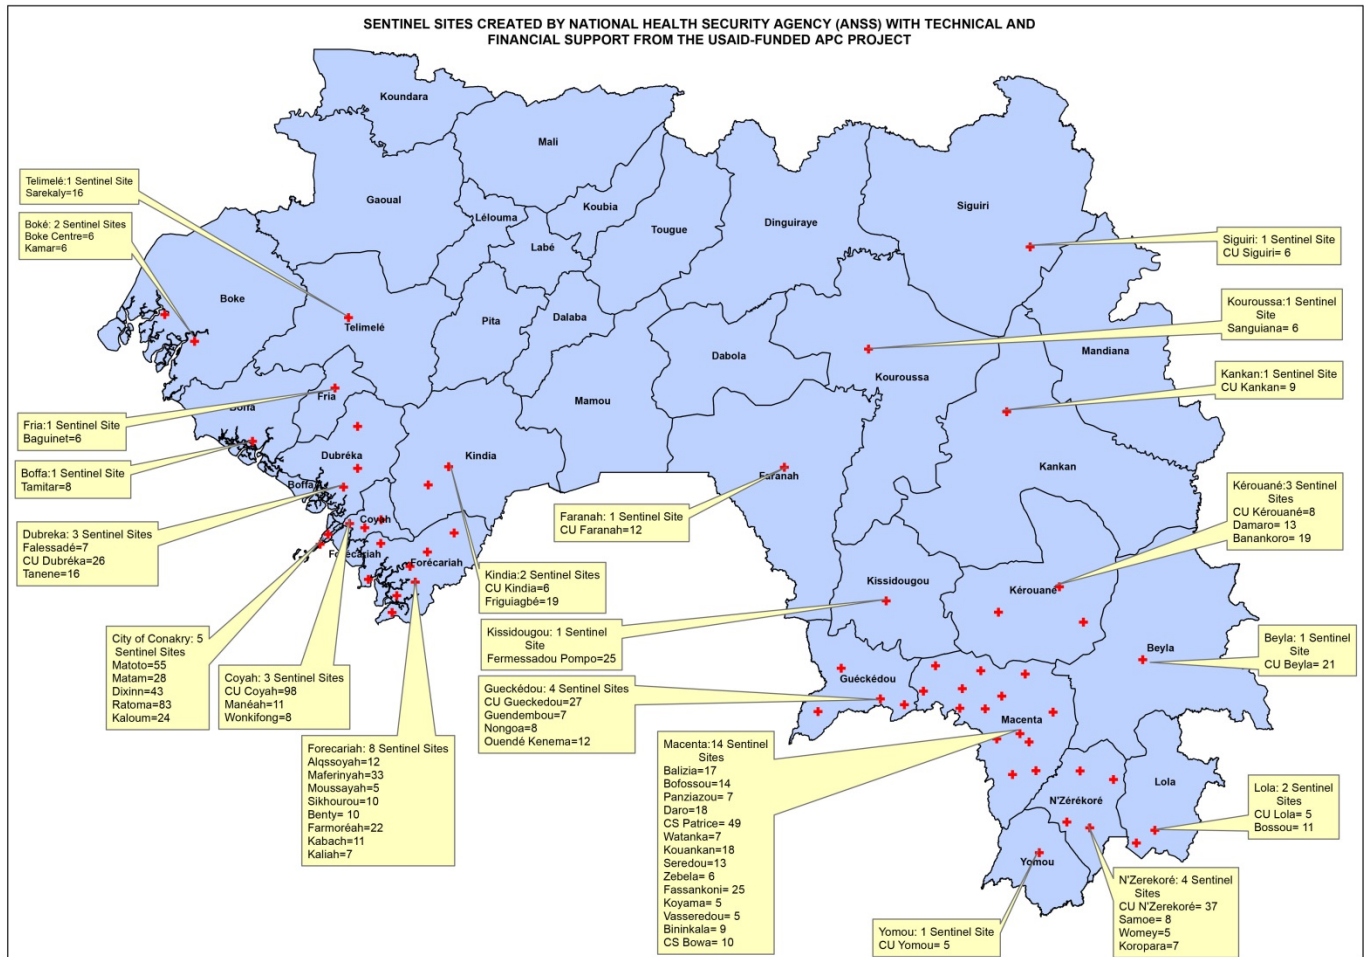 SENTINEL SITES CREATED BY NATIONAL HEALTH SECURITY AGENCY (ANSS) WITH TECHNICAL AND
FINANCIAL SUPPORT FROM THE USAID-FUNDED APC PROJECT
Koundara
Mali
Gaoual
Koubia
Lélouma
Labé
Tougue
Dinguiraye
Siguiri
Boke
Telimelé
Pita
Dalaba
Dabola
Kouroussa
Mandiana
Mamou
Fria
Boffa
Dubréka
Kindia
Faranah
Kankan
Boffa
Coyah
Forécariah
Forécariah
Kissidougou
Kérouané
Beyla
Guéckédou
Macenta
N'Zérékoré
Lola
Yomou
Telimelé:1 Sentinel Site
Sarekaly=16
Boké: 2 Sentinel Sites
Boke Centre=6
Kamar=6
Fria:1 Sentinel Site
Baguinet=6
Boffa:1 Sentinel Site
Tamitar=8
Dubreka: 3 Sentinel Sites
Falessadé=7
CU Dubréka=26
Tanene=16
City of Conakry: 5
Sentinel Sites
Matoto=55
Matam=28
Dixinn=43
Ratoma=83
Kaloum=24
Coyah: 3 Sentinel Sites
CU Coyah=98
Manéah=11
Wonkifong=8
Forecariah: 8 Sentinel Sites
Alqssoyah=12
Maferinyah=33
Moussayah=5
Sikhourou=10
Benty= 10
Farmoréah=22
Kabach=11
Kaliah=7
Kindia:2 Sentinel Sites
CU Kindia=6
Friguiagbé=19
Faranah: 1 Sentinel Site
CU Faranah=12
Kissidougou: 1 Sentinel
Site
Fermessadou Pompo=25
Gueckédou: 4 Sentinel Sites
CU Gueckedou=27
Guendembou=7
Nongoa=8
Ouendé Kenema=12
Macenta:14 Sentinel
Sites
Balizia=17
Bofossou=14
Panziazou= 7
Daro=18
CS Patrice= 49
Watanka=7
Kouankan=18
Seredou=13
Zebela= 6
Fassankoni= 25
Koyama= 5
Vasseredou= 5
Bininkala= 9
CS Bowa= 10
Siguiri: 1 Sentinel Site
CU Siguiri= 6
Kouroussa:1 Sentinel
Site
Sanguiana= 6
Kankan:1 Sentinel Site
CU Kankan= 9
Kérouané:3 Sentinel
Sites
CU Kérouané=8
Damaro= 13
Banankoro= 19
Beyla: 1 Sentinel
Site
CU Beyla= 21
Lola: 2 Sentinel
Sites
CU Lola= 5
Bossou= 11
N'Zerekoré: 4 Sentinel
Sites
CU N'Zerekoré= 37
Samoe= 8
Womey=5
Koropara=7
Yomou: 1 Sentinel Site
CU Yomou= 5